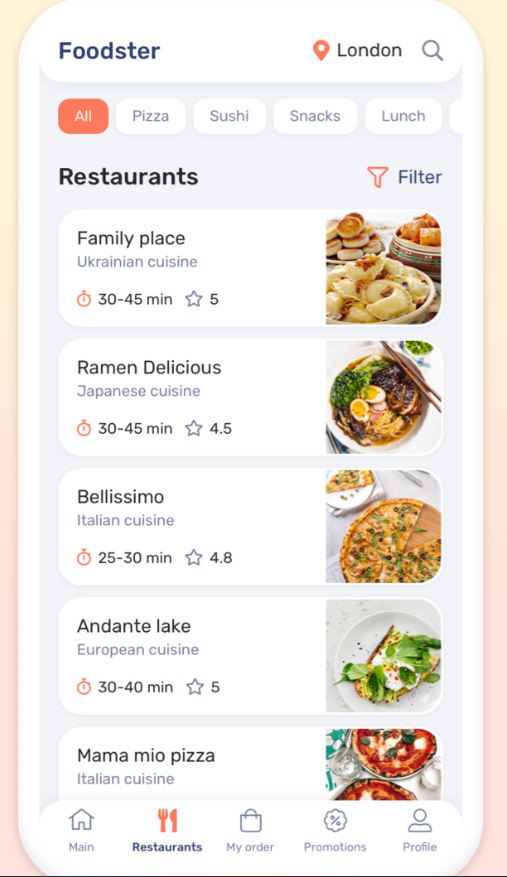 Foodster
London
All
Pizza
Sushi
Snacks
Lunch
Restaurants
Filter
Family place
Ukrainian cuisine
30-45 min
5
Ramen Delicious
Japanese cuisine
30-45 min
4.5
Bellissimo
Italian cuisine
25-30 min
4.8
Andante lake
European cuisine
30-40 min
5
Mama mio pizza
Italian cuisine
Main
Restaurants
My order
Promotions
Profile